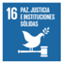 16 PAZ, JUSTICIA
E INSTITUCIONES
SÓLIDAS